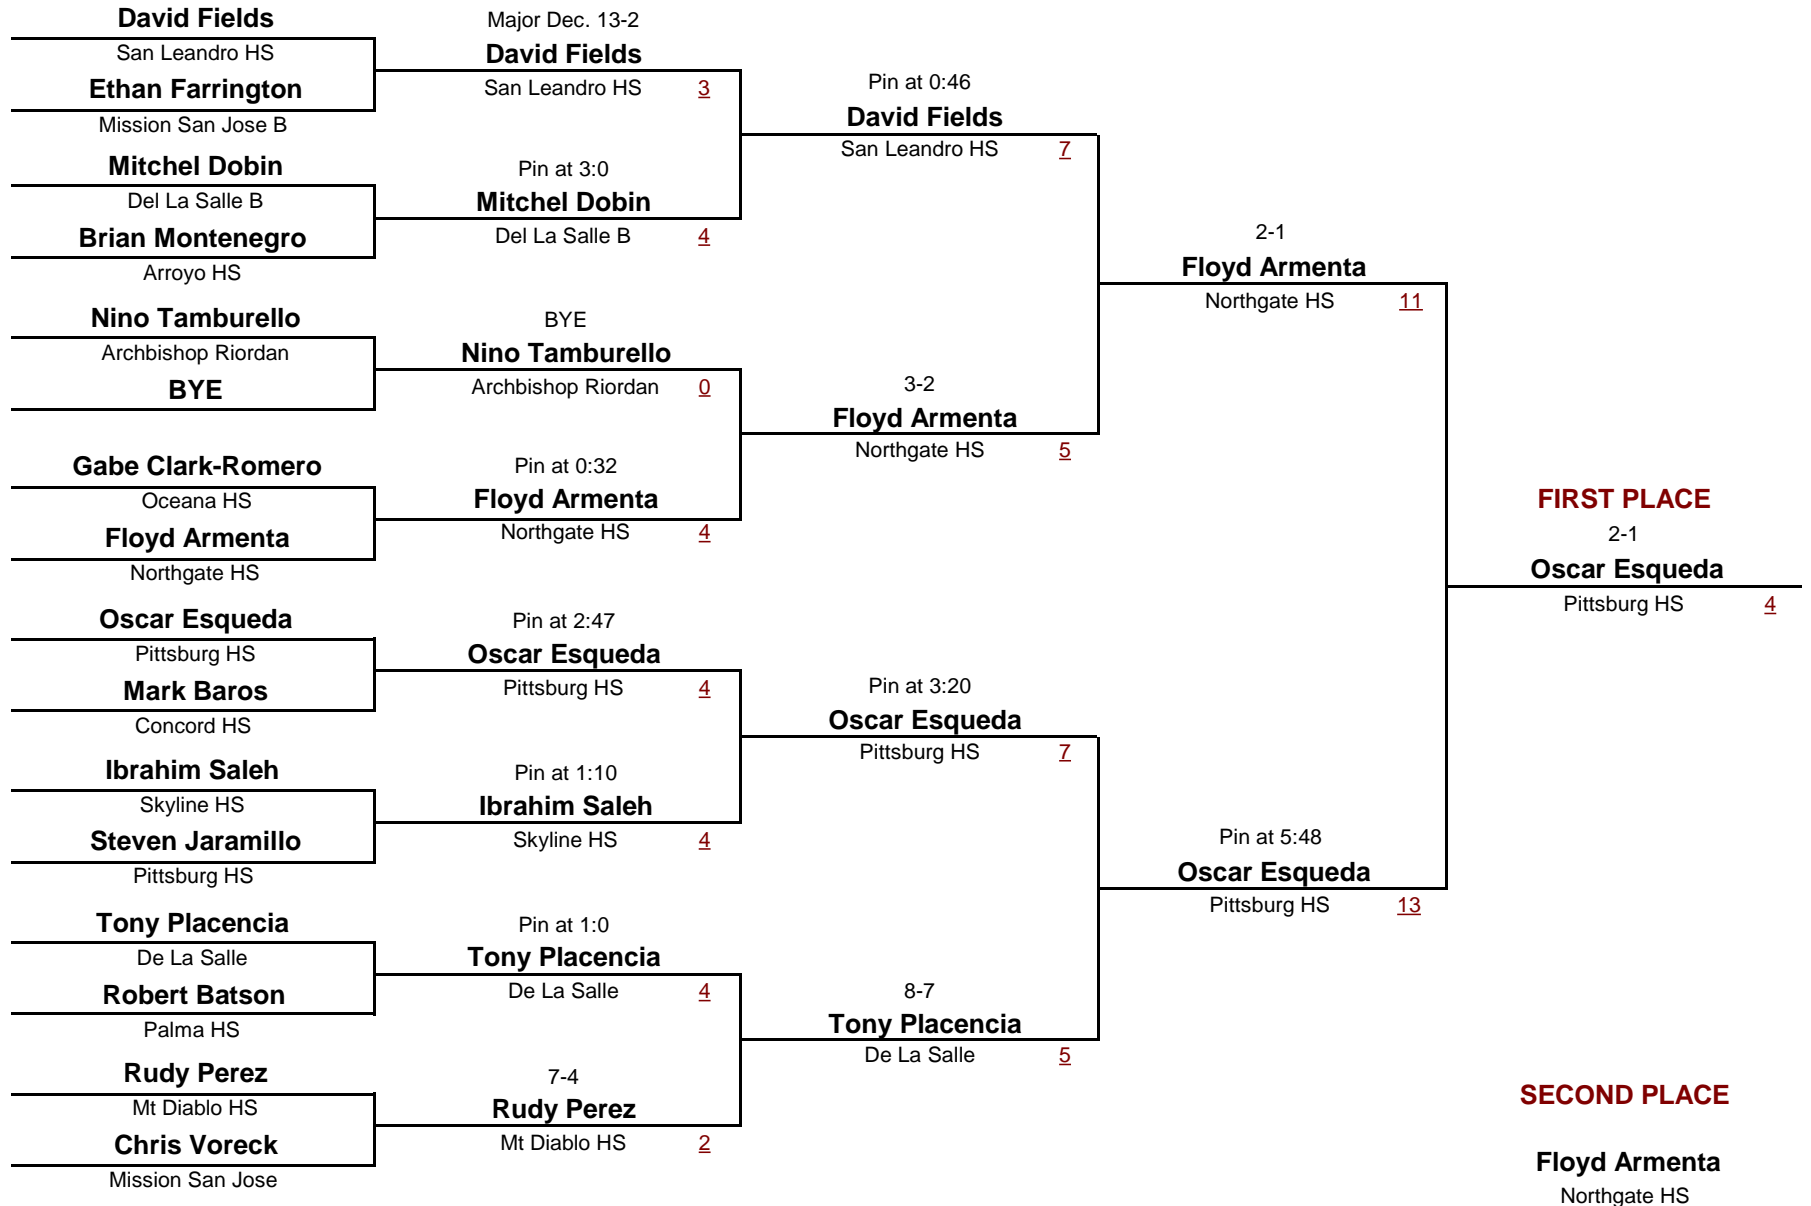 David Fields
San Leandro HS
Ethan Farrington
Mission San Jose B
Mitchel Dobin
Del La Salle B
Brian Montenegro
Arroyo HS
Nino Tamburello
Archbishop Riordan
BYE
Gabe Clark-Romero
Oceana HS
Floyd Armenta
Northgate HS
Oscar Esqueda
Pittsburg HS
Mark Baros
Concord HS
Ibrahim Saleh
Skyline HS
Steven Jaramillo
Pittsburg HS
Tony Placencia
De La Salle
Robert Batson
Palma HS
Rudy Perez
Mt Diablo HS
Chris Voreck
Mission San Jose
Major Dec. 13-2
David Fields
San Leandro HS 3
Pin at 3:0
Mitchel Dobin
Del La Salle B 4
BYE
Nino Tamburello
Archbishop Riordan 0
Pin at 0:32
Floyd Armenta
Northgate HS 4
Pin at 2:47
Oscar Esqueda
Pittsburg HS 4
Pin at 1:10
Ibrahim Saleh
Skyline HS 4
Pin at 1:0
Tony Placencia
De La Salle 4
7-4
Rudy Perez
Mt Diablo HS 2
Pin at 0:46
David Fields
San Leandro HS 7
3-2
Floyd Armenta
Northgate HS 5
Pin at 3:20
Oscar Esqueda
Pittsburg HS 7
8-7
Tony Placencia
De La Salle 5
2-1
Floyd Armenta
Northgate HS 11
Pin at 5:48
Oscar Esqueda
Pittsburg HS 13
FIRST PLACE
2-1
Oscar Esqueda
Pittsburg HS 4
SECOND PLACE
Floyd Armenta
Northgate HS